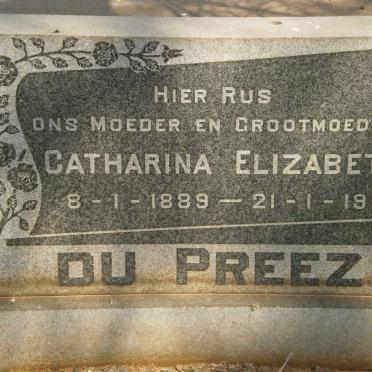 HIER RUS
ONS MOEDER EN GROOTMOED
CATHARINA ELIZABET
8-1-1889 — 21-1-19
DU PREEZ